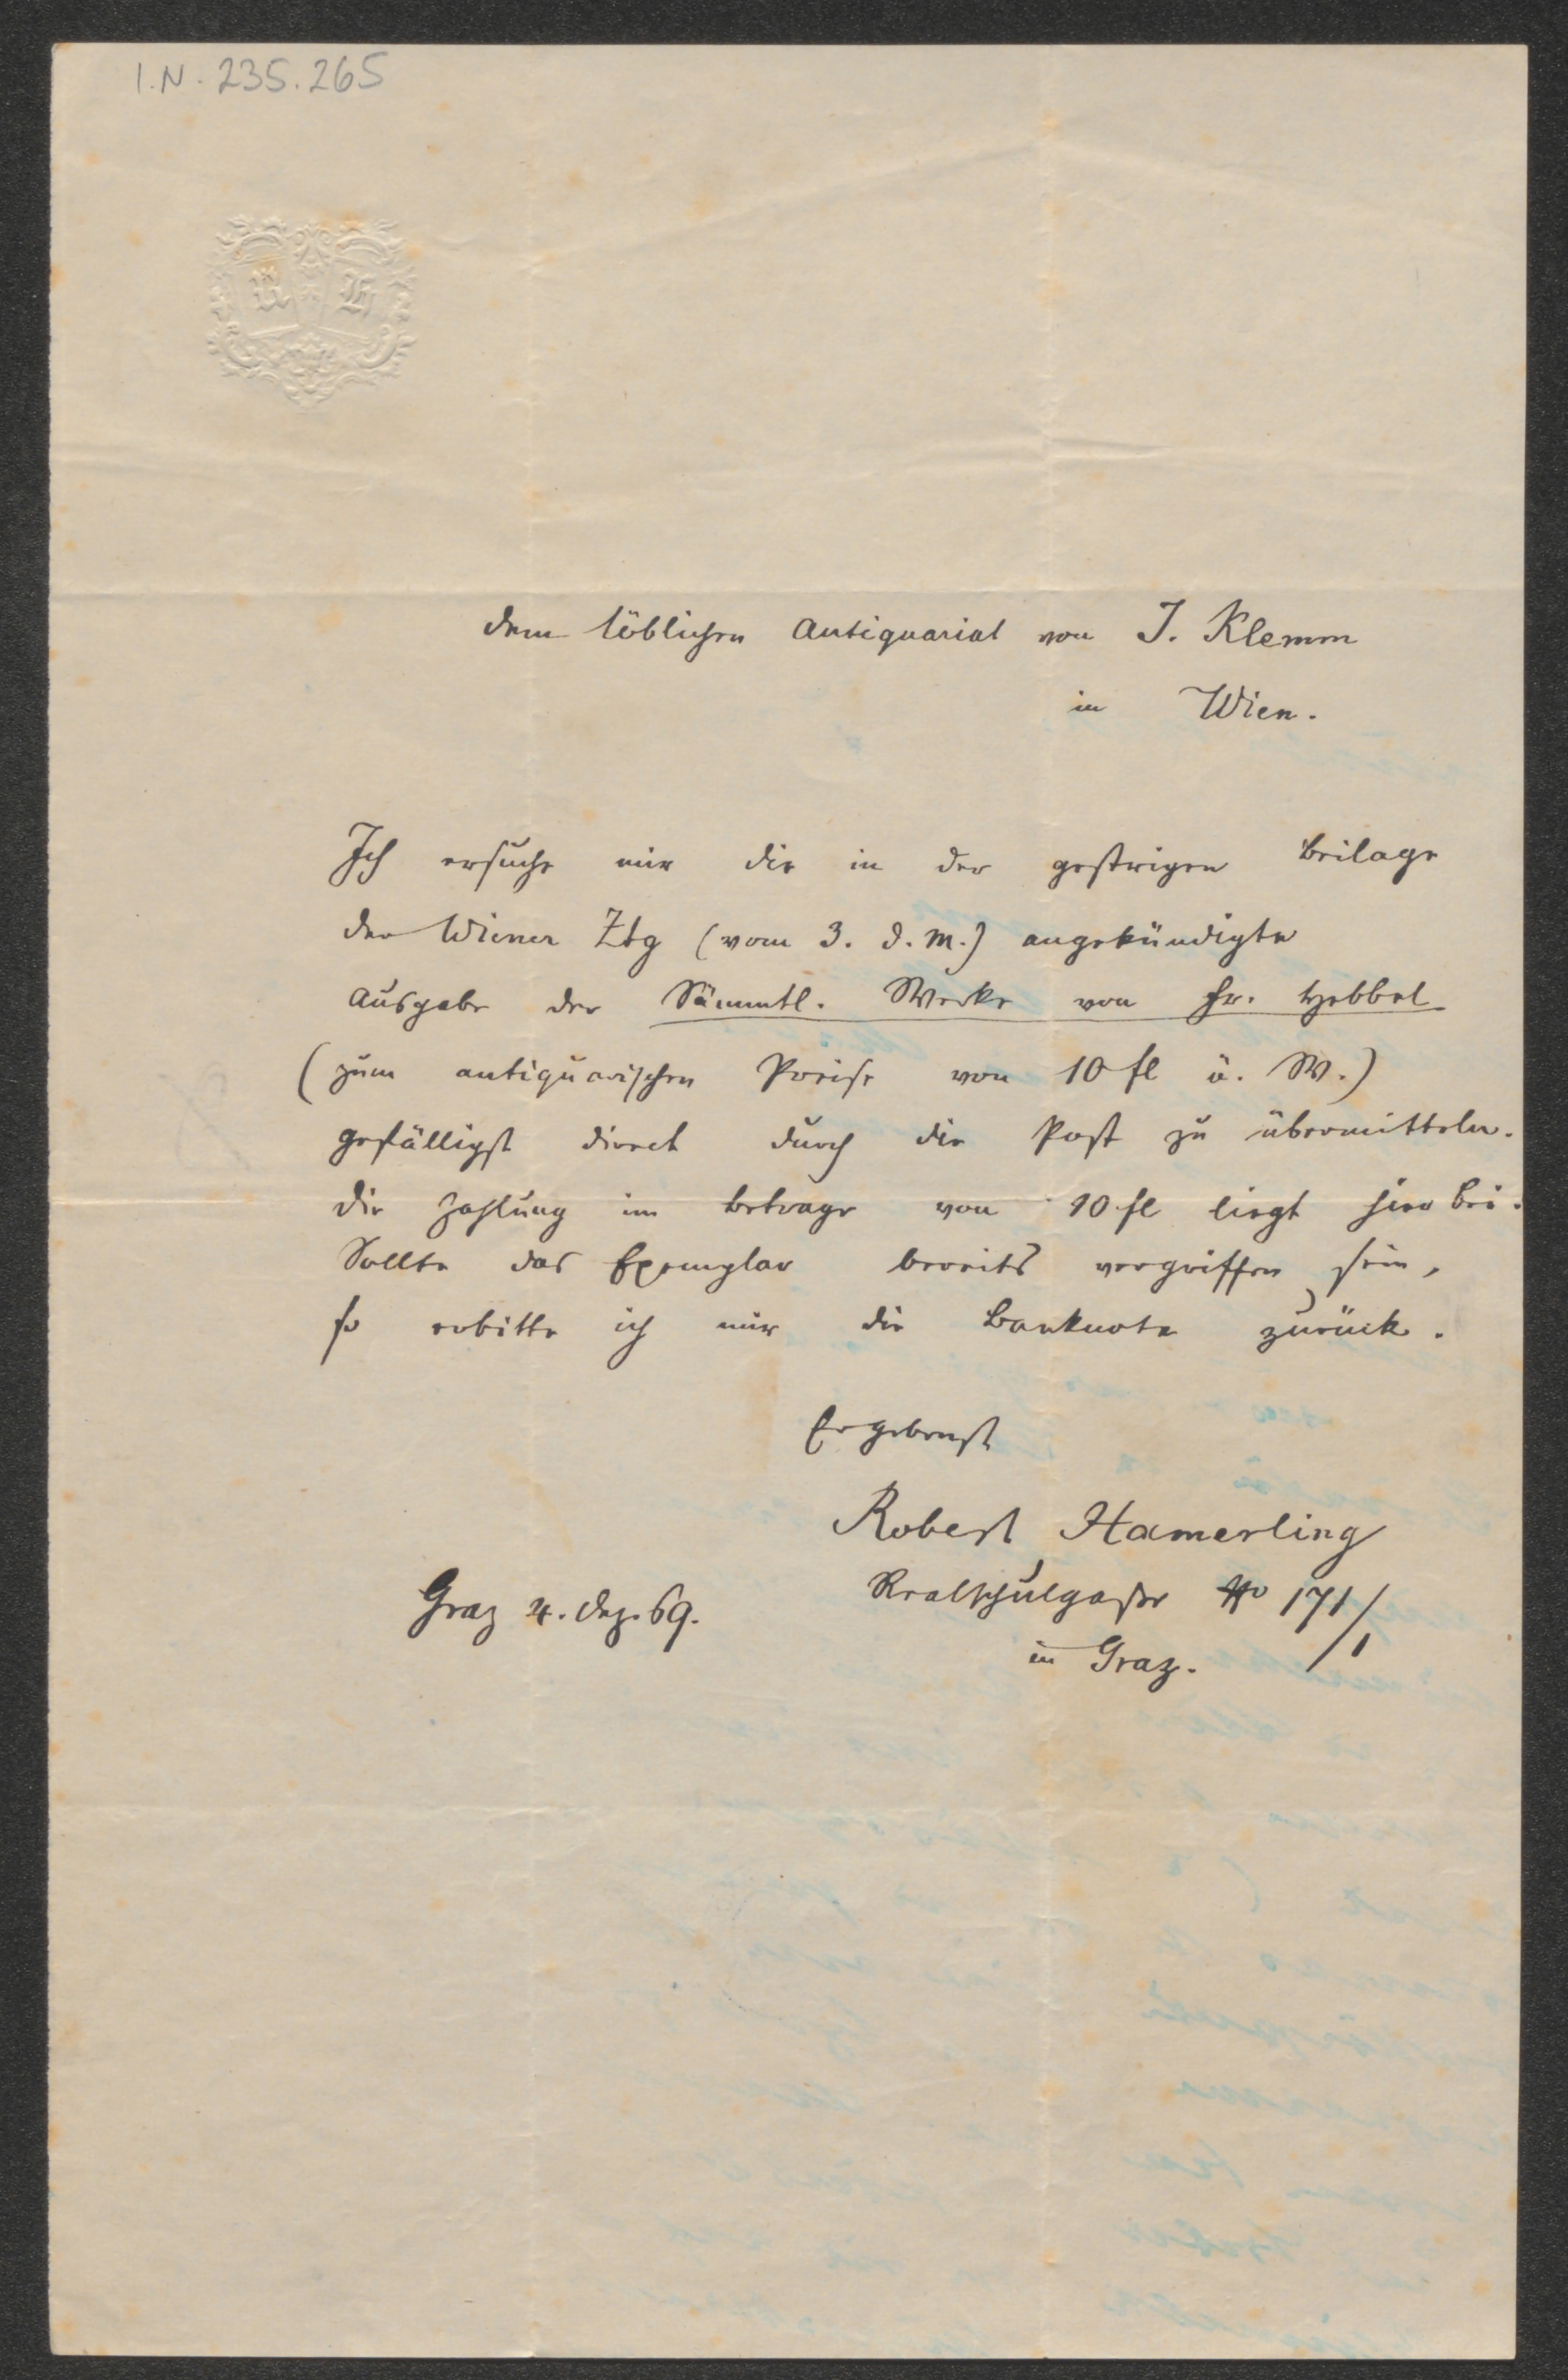 I.N. 235.265
R H
Dem löblichen Antiquariat von J. Klemm
in Wien.
Ich ersuche mir die in der gestrigen Beilage
der Wiener Ztg (vom 3. d. M.) angekündigte
Ausgabe der Sämmtl. Werke von Fr. Hebbel
(zum antiquarischen Preise von 10 fl ö. W.)
gefälligst direct durch die Post zu übermitteln.
Die Zahlung im Betrage von 10 fl liegt hier bei.
Sollte das Exemplar bereits vergriffen sein,
so erbitte ich mir die Banknote zurück.
Ergebenst
Robert Hamerling
Realschulgasse No 171/1
Graz 4. Dez. 69.
in Graz.